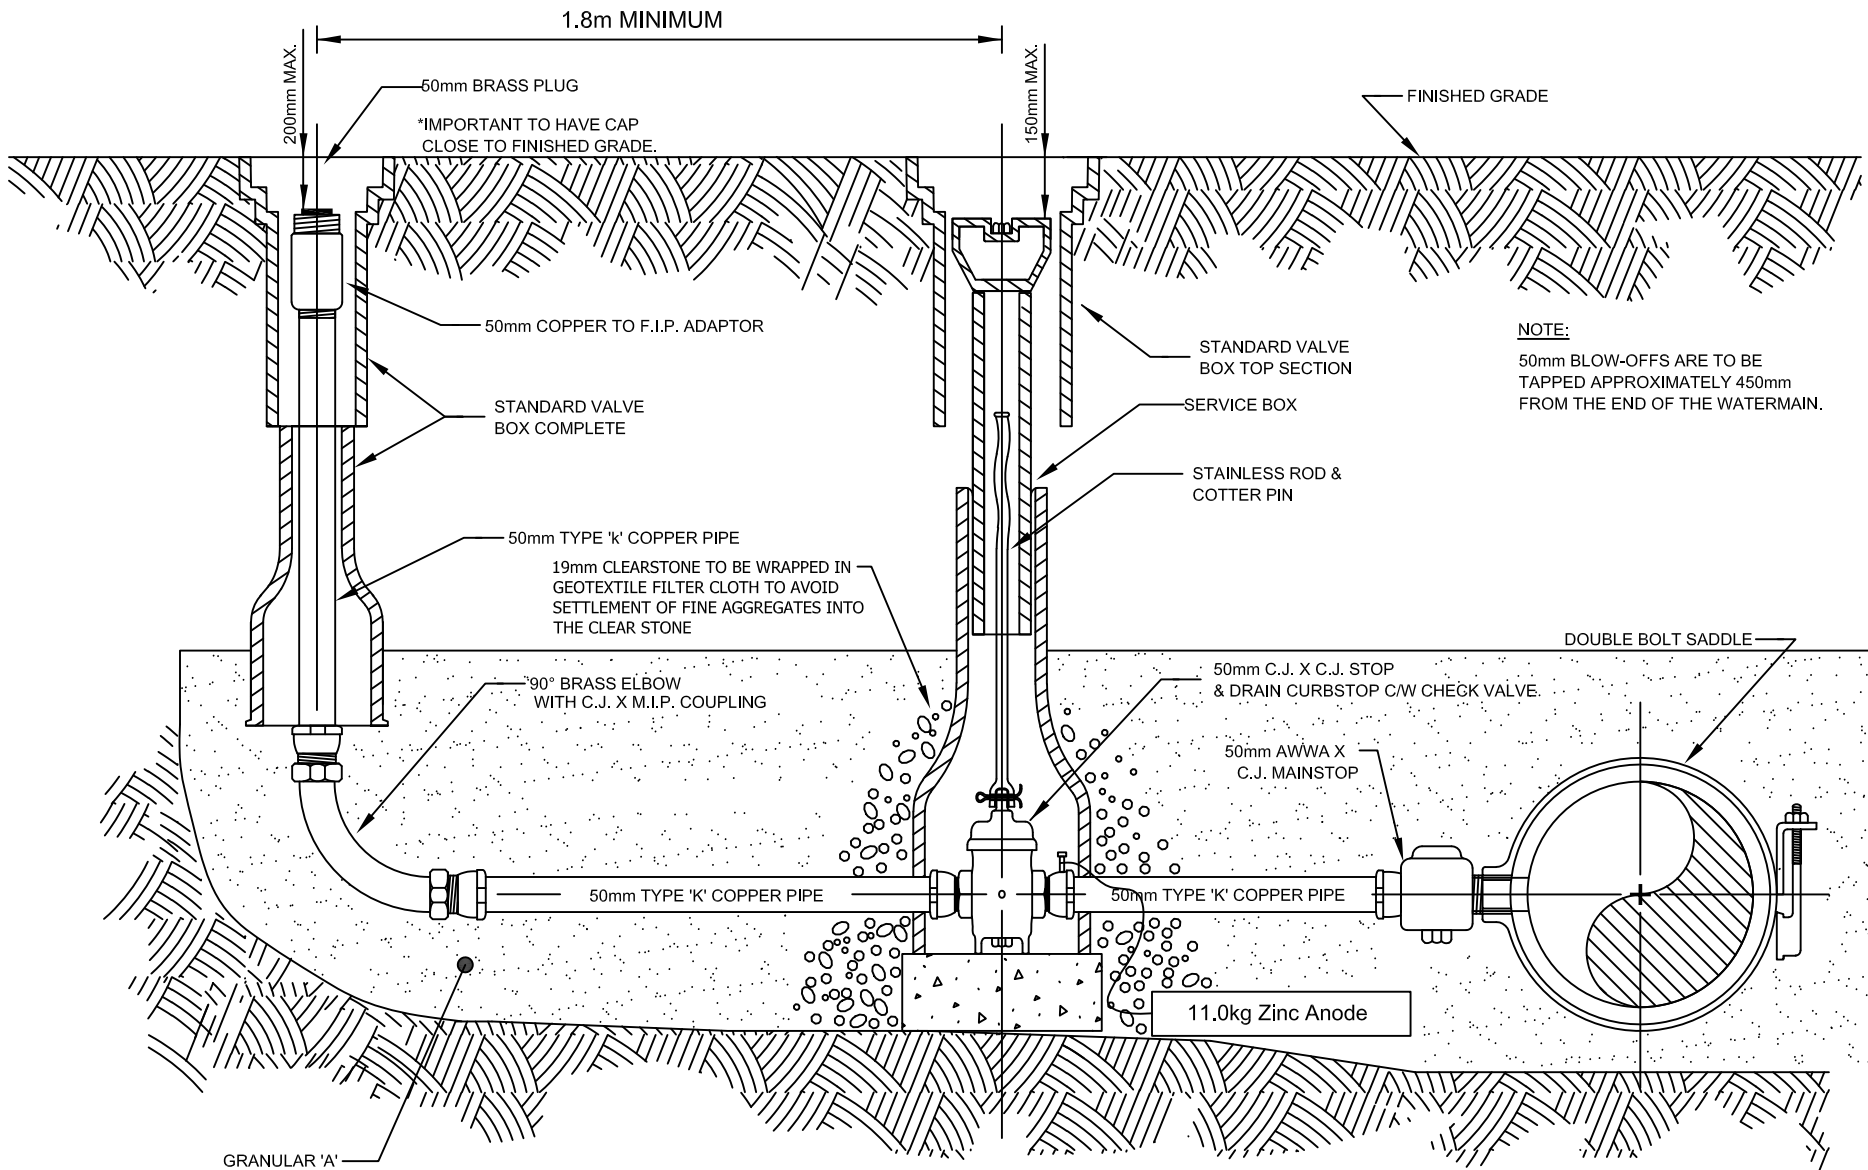 1.8m MINIMUM
200mm MAX.
150mm MAX.
50mm BRASS PLUG
*IMPORTANT TO HAVE CAP
CLOSE TO FINISHED GRADE.
FINISHED GRADE
50mm COPPER TO F.I.P. ADAPTOR
STANDARD VALVE
BOX TOP SECTION
NOTE:
50mm BLOW-OFFS ARE TO BE
TAPPED APPROXIMATELY 450mm
FROM THE END OF THE WATERMAIN.
STANDARD VALVE
BOX COMPLETE
SERVICE BOX
STAINLESS ROD &
COTTER PIN
50mm TYPE 'k' COPPER PIPE
19mm CLEARSTONE TO BE WRAPPED IN
GEOTEXTILE FILTER CLOTH TO AVOID
SETTLEMENT OF FINE AGGREGATES INTO
THE CLEAR STONE
DOUBLE BOLT SADDLE
90° BRASS ELBOW
WITH C.J. X M.I.P. COUPLING
50mm C.J. X C.J. STOP
& DRAIN CURBSTOP C/W CHECK VALVE
50mm AWWA X
C.J. MAINSTOP
50mm TYPE 'K' COPPER PIPE
50mm TYPE 'K' COPPER PIPE
11.0kg Zinc Anode
GRANULAR 'A'